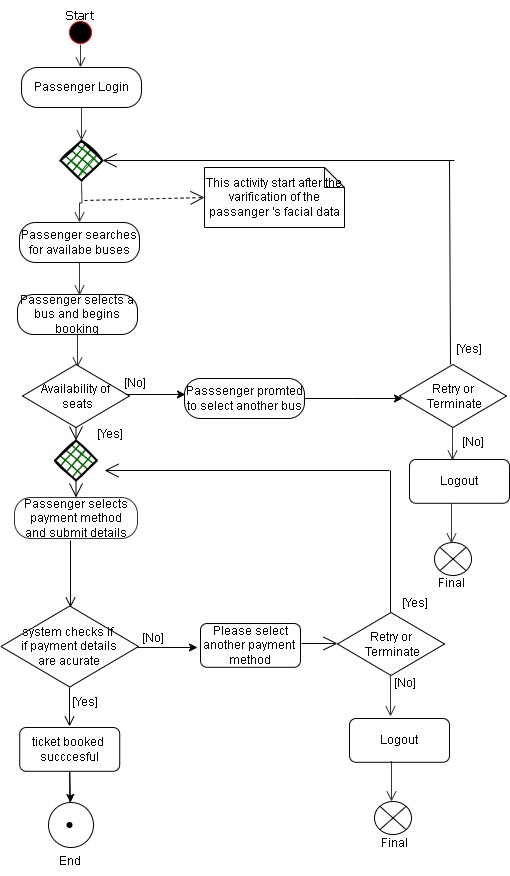 Start
Passenger Login
This activity start after the
varification of the
passanger 's facial data
Passenger searches
for availabe buses
Passenger selects a
bus and begins
booking
[Yes]
Availability of
seats
[No]
Passsenger promted
to select another bus
Retry or
Terminate
[Yes]
[No]
Logout
Passenger selects
payment method
and submit details
Final
[Yes]
system checks if
if payment details
are acurate
[No]
Please select
another payment
method
Retry or
Terminate
[No]
[Yes]
ticket booked
succcesful
Logout
Final
End